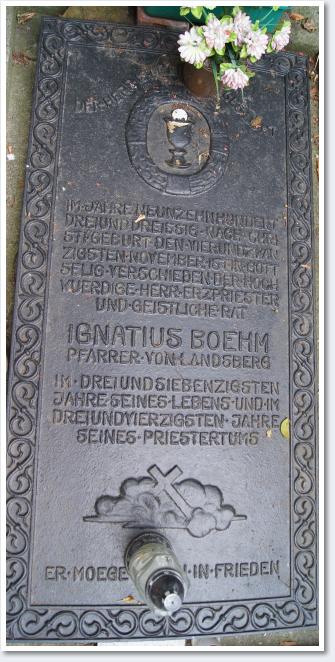 IM·JAHRE·NEUNZEHNHUNDERT
DREIUNDDREISSIG·NACH·CHRI
STI·GEBURT·DEN·VIERUNDZWAN
ZIGSTEN·NOVEMBER·IST·IN·GOTT
SELIG·VERSCHIEDEN·DER·HOCH
WUERDIGE·HERR·ERZPRIESTER
UND·GEISTLICHE·RAT
IGNATIUS BOEHM
PFARRER·VON·LANDSBERG
IM·DREIUNDSIEBENZIGSTEN
JAHRE·SEINES·LEBENS·UND·IM
DREIUNDVIERZIGSTEN·JAHRE
SEINES·PRIESTERTUMS
ER·MOEGE IN·FRIEDEN